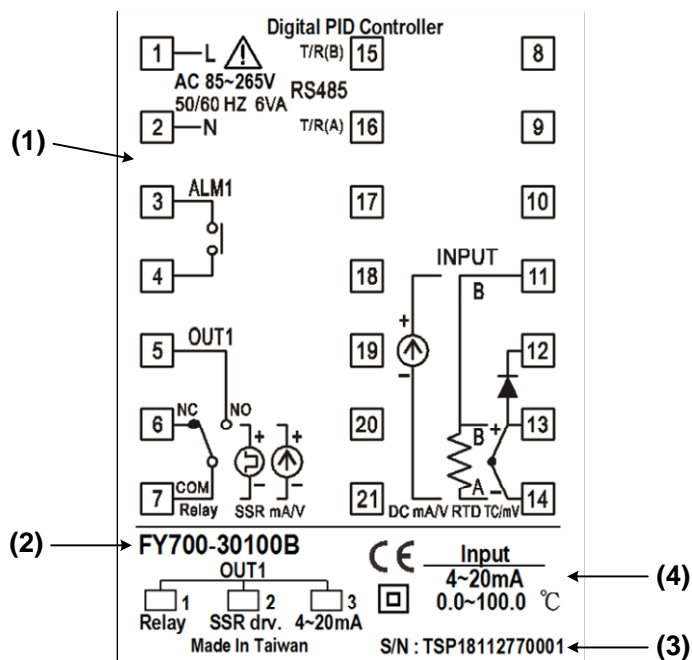 Digital PID Controller
1 L T/R(B) 15 8
AC 85~265V
RS485
50/60 HZ 6VA
2 N T/R(A) 16 9
(1)
3 ALM1 17 10
4 18 INPUT 11
B
+
5 OUT1 19 12
−
6 NC NO 20 13
+ + B +
− − A −
7 COM 21 14
Relay SSR mA/V DC mA/V RTD TC/mV
(2) FY700-30100B
CE Input
OUT1
4~20mA (4)
1 2 3 0.0~100.0 ℃
Relay SSR drv. 4~20mA
Made In Taiwan S/N : TSP18112770001 (3)